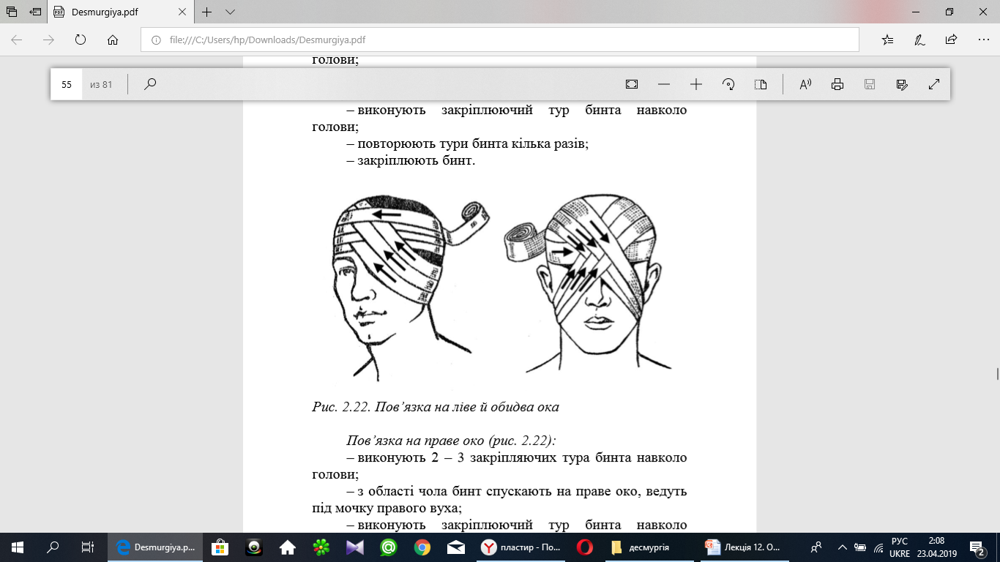 Desmurgiya.pdf
file:///C:/Users/hp/Downloads/Desmurgiya.pdf
голови;
55 из 81
– виконують закріплюючий тур бинта навколо
голови;
– повторюють тури бинта кілька разів;
– закріплюють бинт.
Рис. 2.22. Пов’язка на ліве й обидва ока
Пов’язка на праве око (рис. 2.22):
– виконують 2 – 3 закріпляючих тура бинта навколо
голови;
– з області чола бинт спускають на праве око, ведуть
під мочку правого вуха;
– виконують закріплюючий тур бинта навколо
Desmurgiya.p...
пластир - По...
десмургія
Лекція 12. О...
РУС
UKRE
2:08
23.04.2019
2